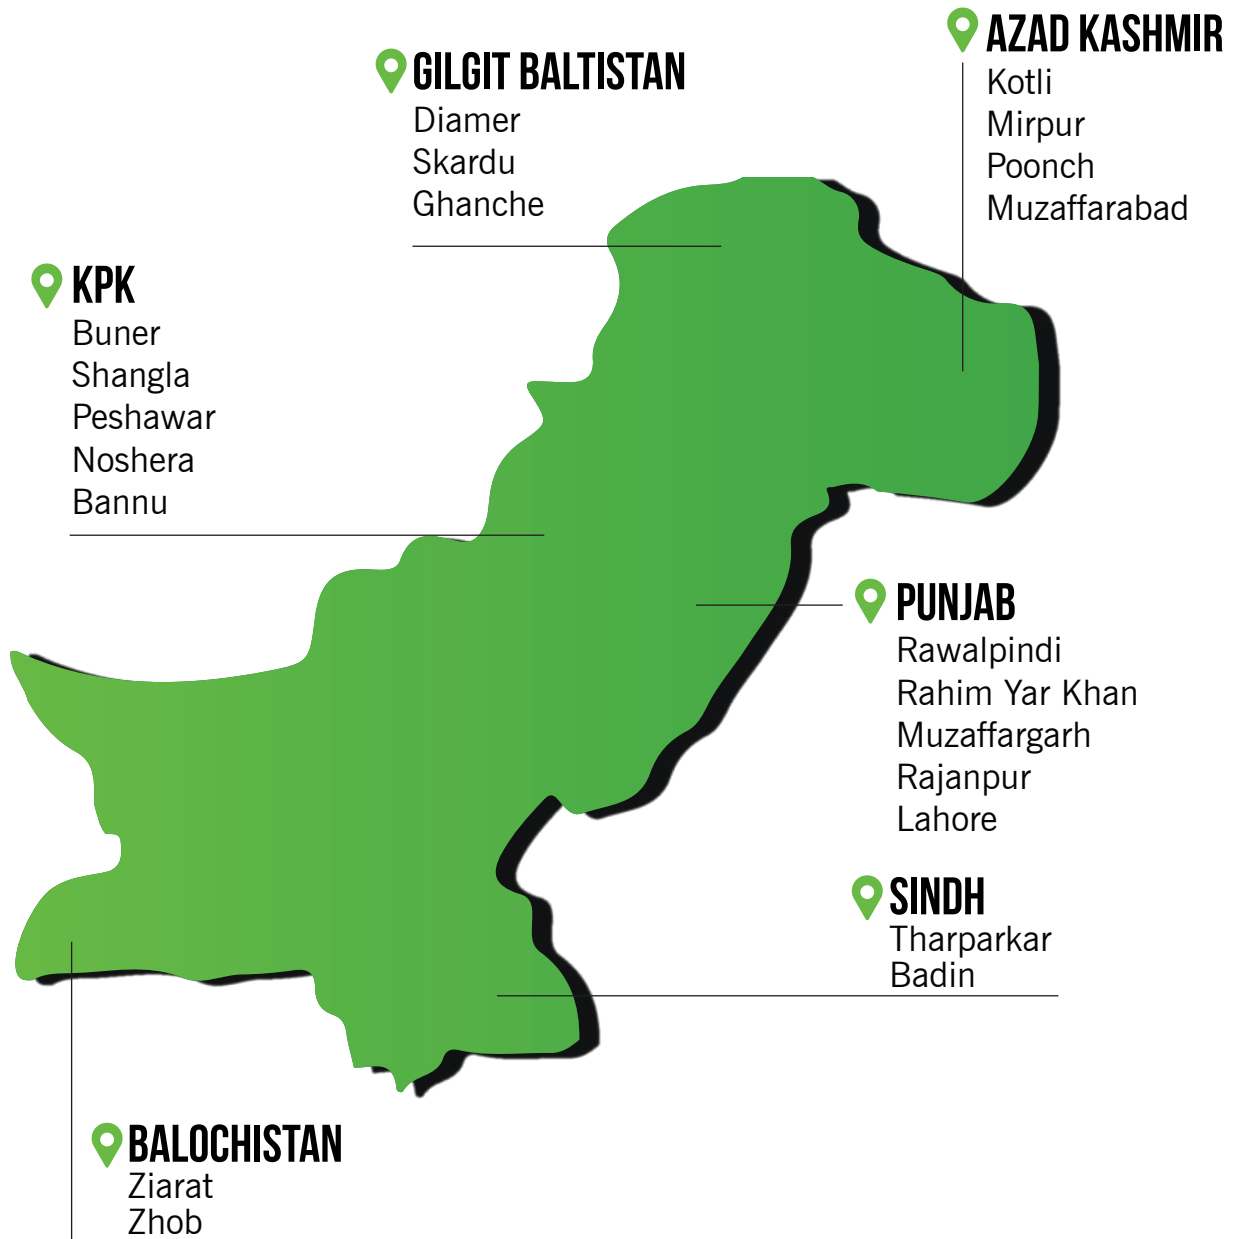 AZAD KASHMIR
Kotli
Mirpur
Poonch
Muzaffarabad
GILGIT BALTISTAN
Diamer
Skardu
Ghanche
KPK
Buner
Shangla
Peshawar
Noshera
Bannu
PUNJAB
Rawalpindi
Rahim Yar Khan
Muzaffargarh
Rajanpur
Lahore
SINDH
Tharparkar
Badin
BALOCHISTAN
Ziarat
Zhob